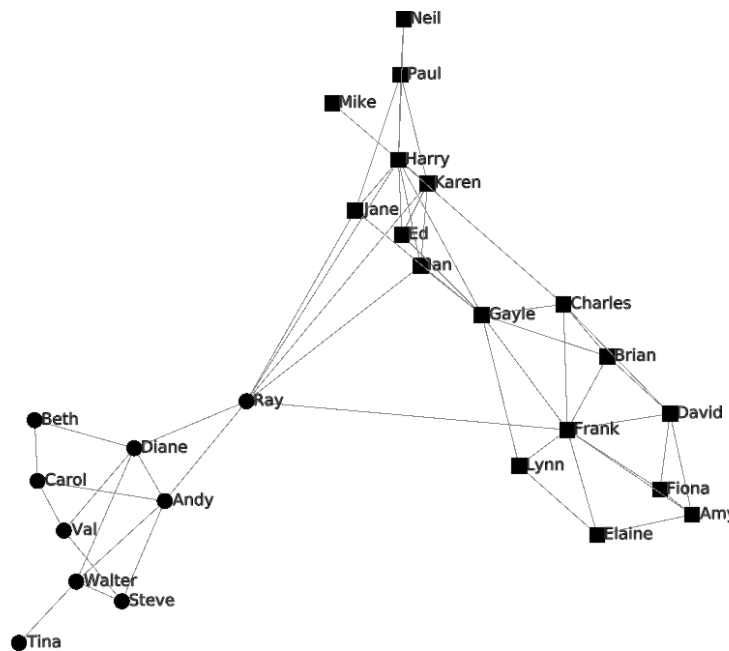 Neil
Paul
Mike
Harry
Karen
Jane
Ed
Ian
Charles
Gayle
Brian
Ray
David
Beth
Frank
Diane
Lynn
Carol
Fiona
Andy
Amy
Val
Elaine
Walter
Steve
Tina